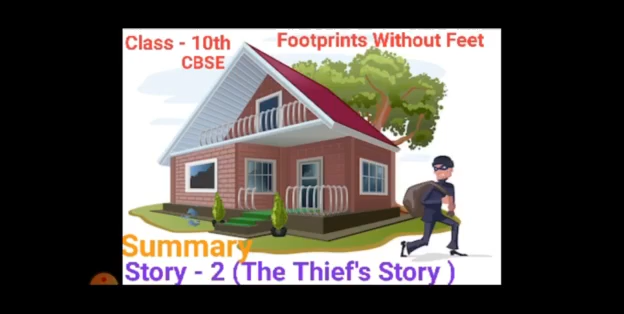 Class - 10th
CBSE
Footprints Without Feet
Summary
Story - 2 (The Thief's Story )